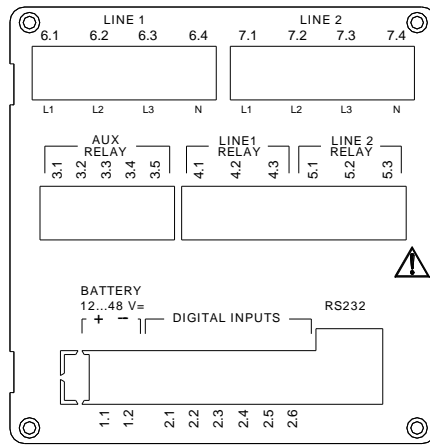 LINE 1 LINE 2
6.1 6.2 6.3 6.4 7.1 7.2 7.3 7.4
L1 L2 L3 N L1 L2 L3 N
AUX RELAY
LINE1 RELAY
LINE 2 RELAY
3.1 3.2 3.3 3.4 3.5 4.1 4.2 4.3 5.1 5.2 5.3
BATTERY
12...48 V=
RS232
+ − DIGITAL INPUTS
1.1 1.2 2.1 2.2 2.3 2.4 2.5 2.6